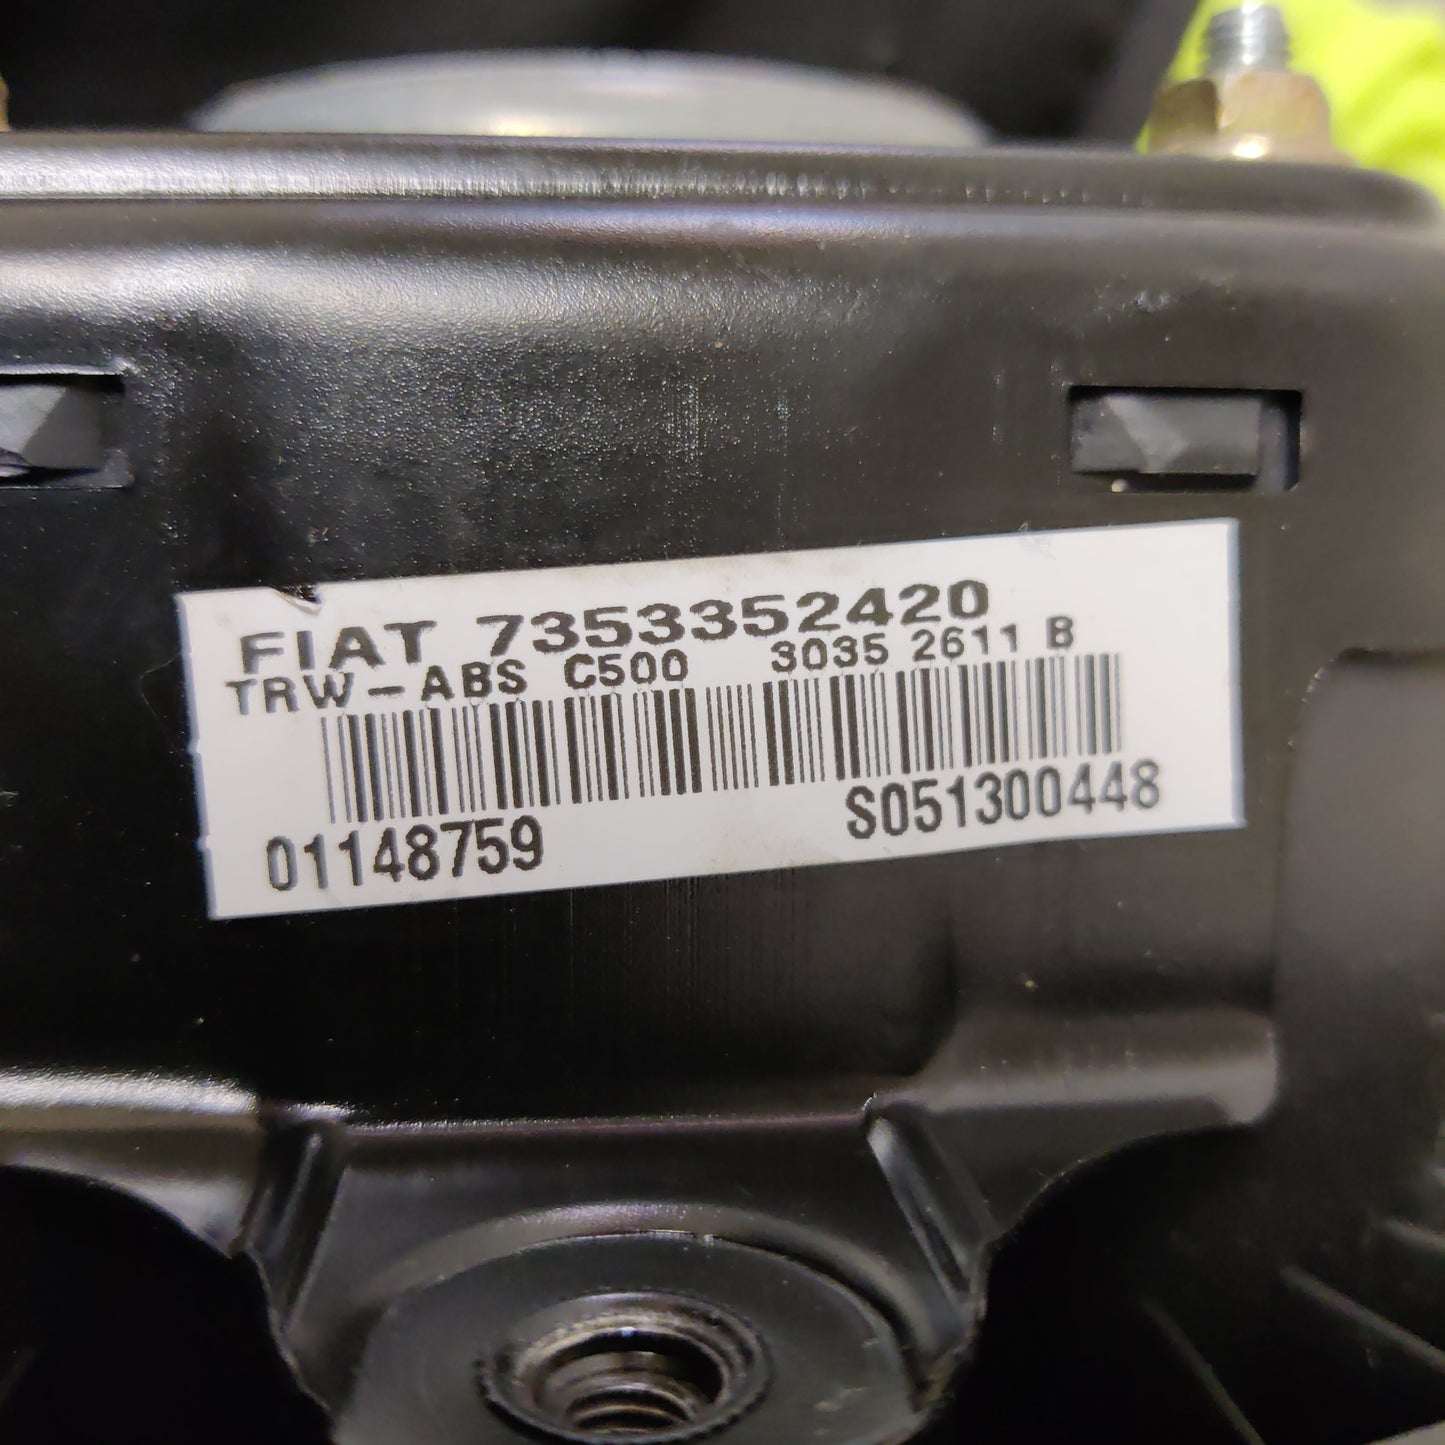 FIAT 7353352420
TRW-ABS C500 3035 2611 B
01148759 S051300448